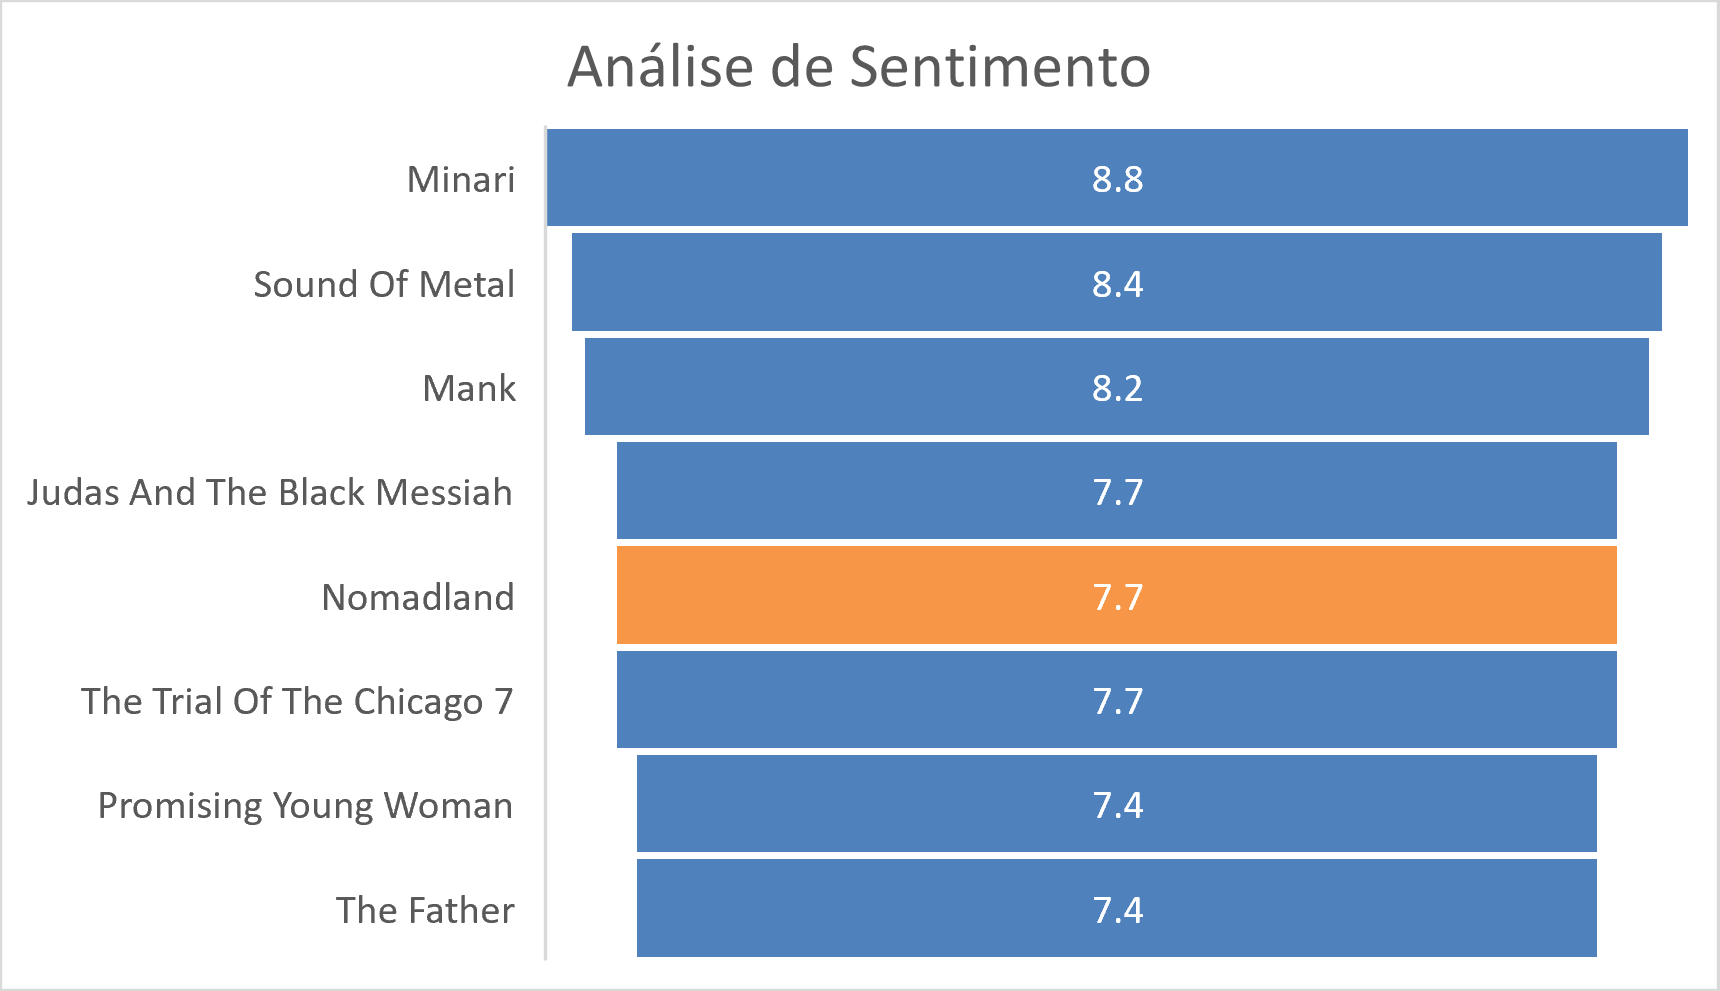 Análise de Sentimento
Minari 8.8
Sound Of Metal 8.4
Mank 8.2
Judas And The Black Messiah 7.7
Nomadland 7.7
The Trial Of The Chicago 7 7.7
Promising Young Woman 7.4
The Father 7.4